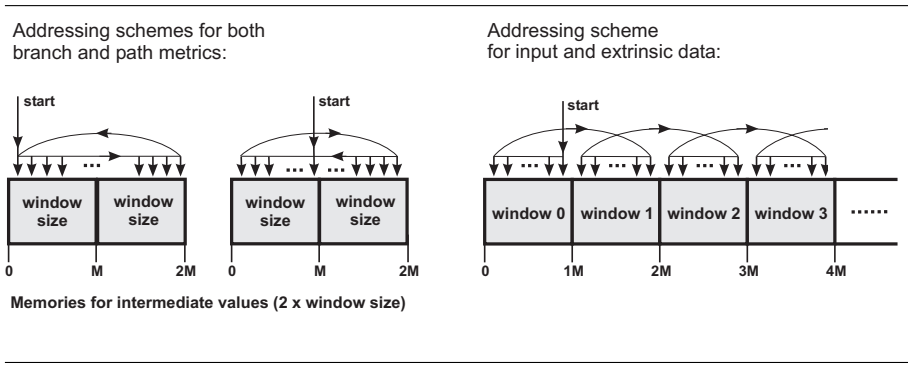 Addressing schemes for both
branch and path metrics:
start
start
... 
... ...
window
size
window
size
window
size
window
size
0
M
2M
0
M
2M
Memories for intermediate values (2 x window size)
Addressing scheme
for input and extrinsic data:
start
.... .... .... ....
window 0
window 1
window 2
window 3
......
0
1M
2M
3M
4M